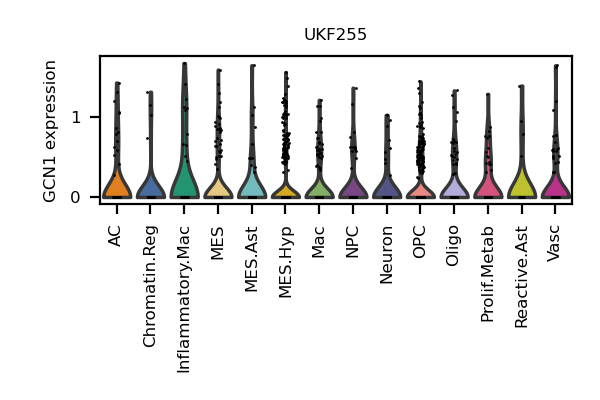 UKF255
GCN1 expression
1
0
AC
Chromatin.Reg
Inflammatory.Mac
MES
MES.Ast
MES.Hyp
Mac
NPC
Neuron
OPC
Oligo
Prolif.Metab
Reactive.Ast
Vasc